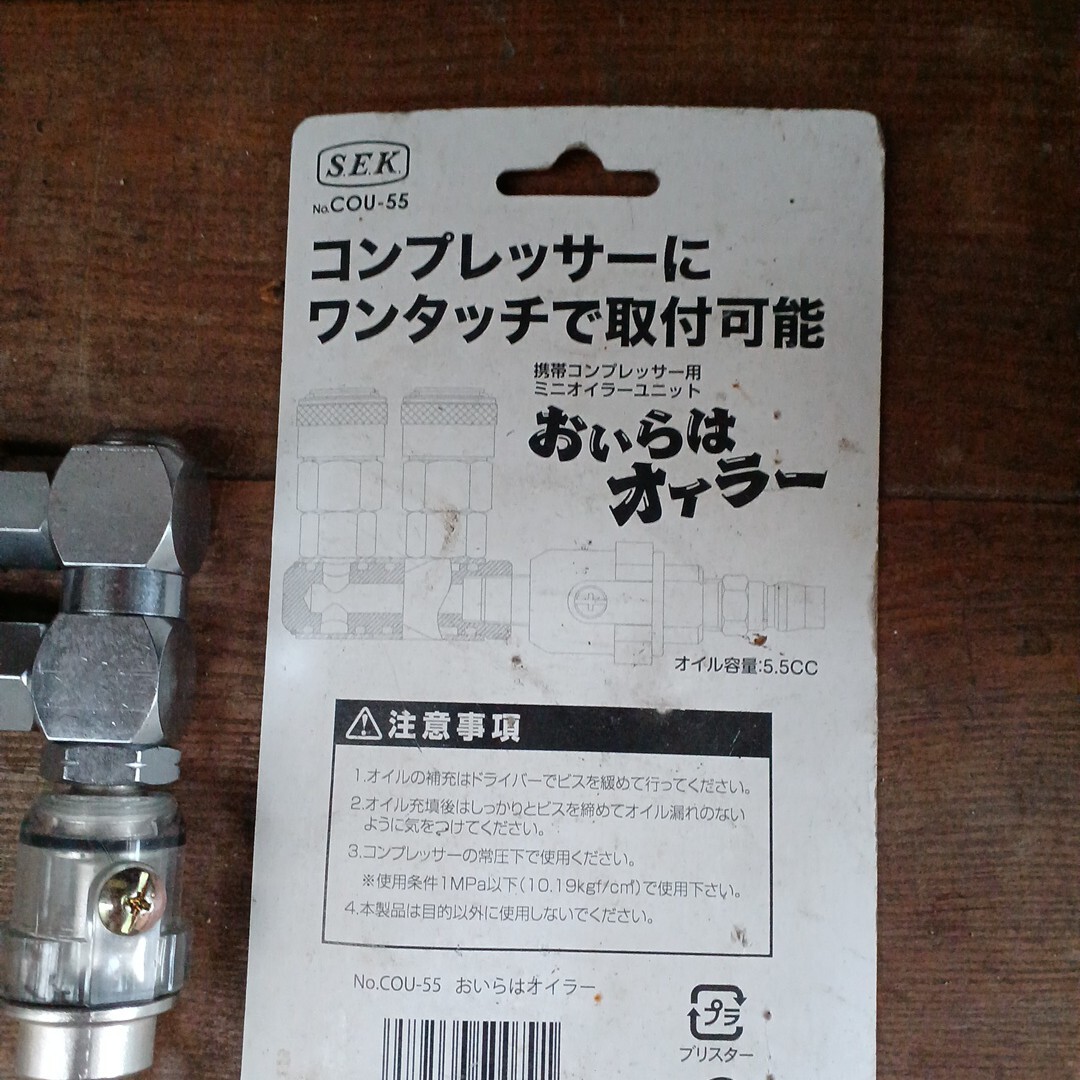 S.E.K.
No.COU-55
コンプレッサーに
ワンタッチで取付可能
携帯コンプレッサー用
ミニオイラーユニット
おいらは
オイラー
オイル容量:5.5CC
注意事項
1.オイルの補充はドライバーでビスを緩めて行ってください。
2.オイル充填後はしっかりとビスを締めてオイル漏れのない
ように気をつけてください。
3.コンプレッサーの常圧下で使用ください。
※使用条件1MPa以下(10.19kgf/c㎡)で使用下さい。
4.本製品は目的以外に使用しないでください。
No.COU-55 おいらはオイラー
プラ
ブリスター